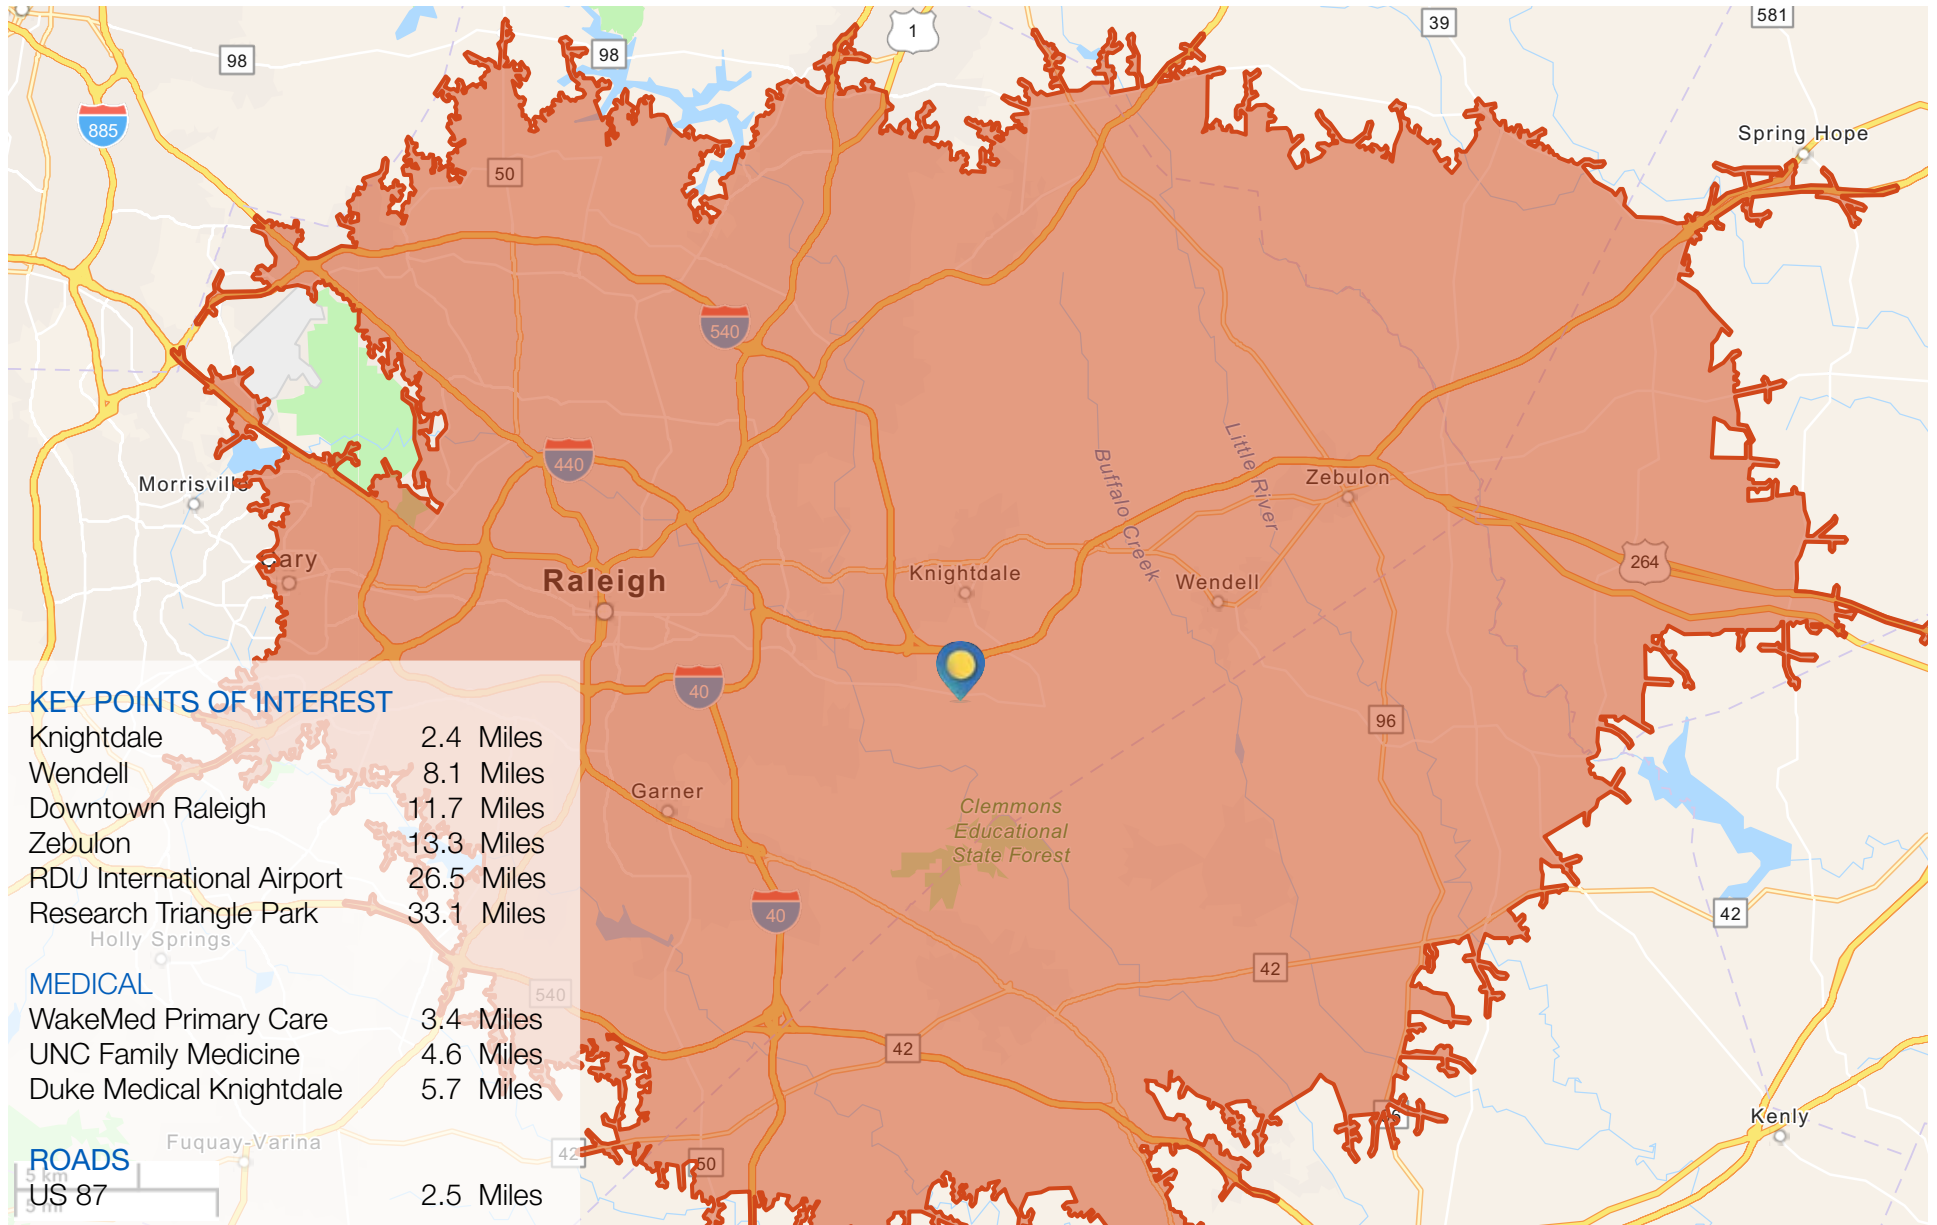 1
39
581
98
98
885
Spring Hope
50
540
440
Little River
Buffalo Creek
Zebulon
Morrisville
Cary
Raleigh
Knightdale
Wendell
264
40
96
Garner
Clemmons
Educational
State Forest
40
42
42
42
Kenly
50
KEY POINTS OF INTEREST
Knightdale 2.4 Miles
Wendell 8.1 Miles
Downtown Raleigh 11.7 Miles
Zebulon 13.3 Miles
RDU International Airport 26.5 Miles
Research Triangle Park 33.1 Miles
Holly Springs
MEDICAL
540
WakeMed Primary Care 3.4 Miles
UNC Family Medicine 4.6 Miles
Duke Medical Knightdale 5.7 Miles
Fuquay-Varina
42
ROADS
5 km
US 87 2.5 Miles
5 mi